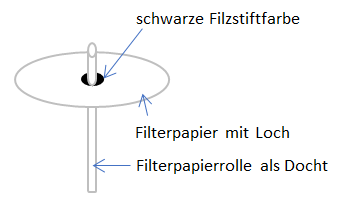 schwarze Filzstiftfarbe
Filterpapier mit Loch
Filterpapierrolle als Docht